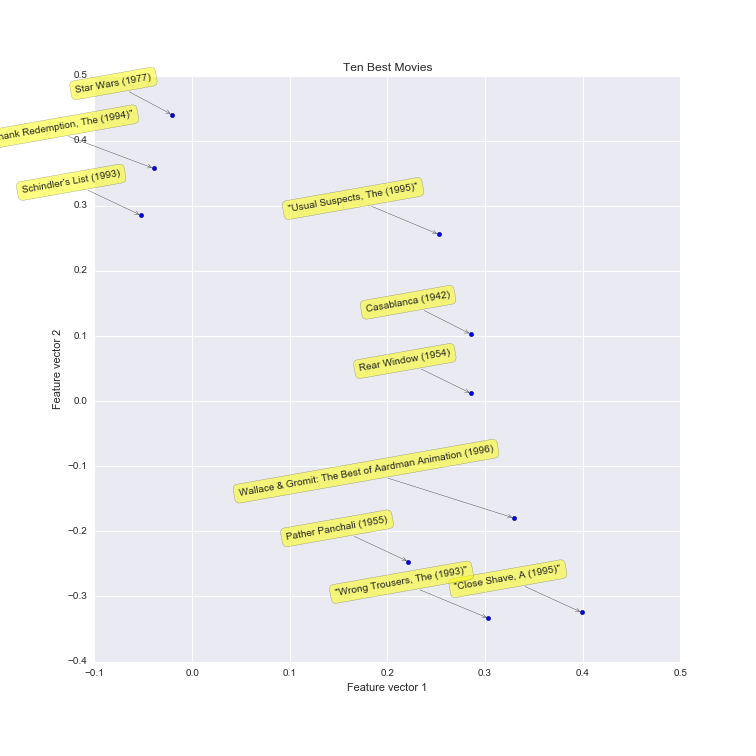 Ten Best Movies
0.5
Star Wars (1977)
hank Redemption, The (1994)"
0.4
Schindler's List (1993)
"Usual Suspects, The (1995)"
0.3
0.2
Casablanca (1942)
0.1
Rear Window (1954)
Feature vector 2
0.0
Wallace & Gromit: The Best of Aardman Animation (1996)
−0.1
Pather Panchali (1955)
−0.2
"Wrong Trousers, The (1993)"
"Close Shave, A (1995)"
−0.3
−0.4
−0.1 0.0 0.1 0.2 0.3 0.4 0.5
Feature vector 1